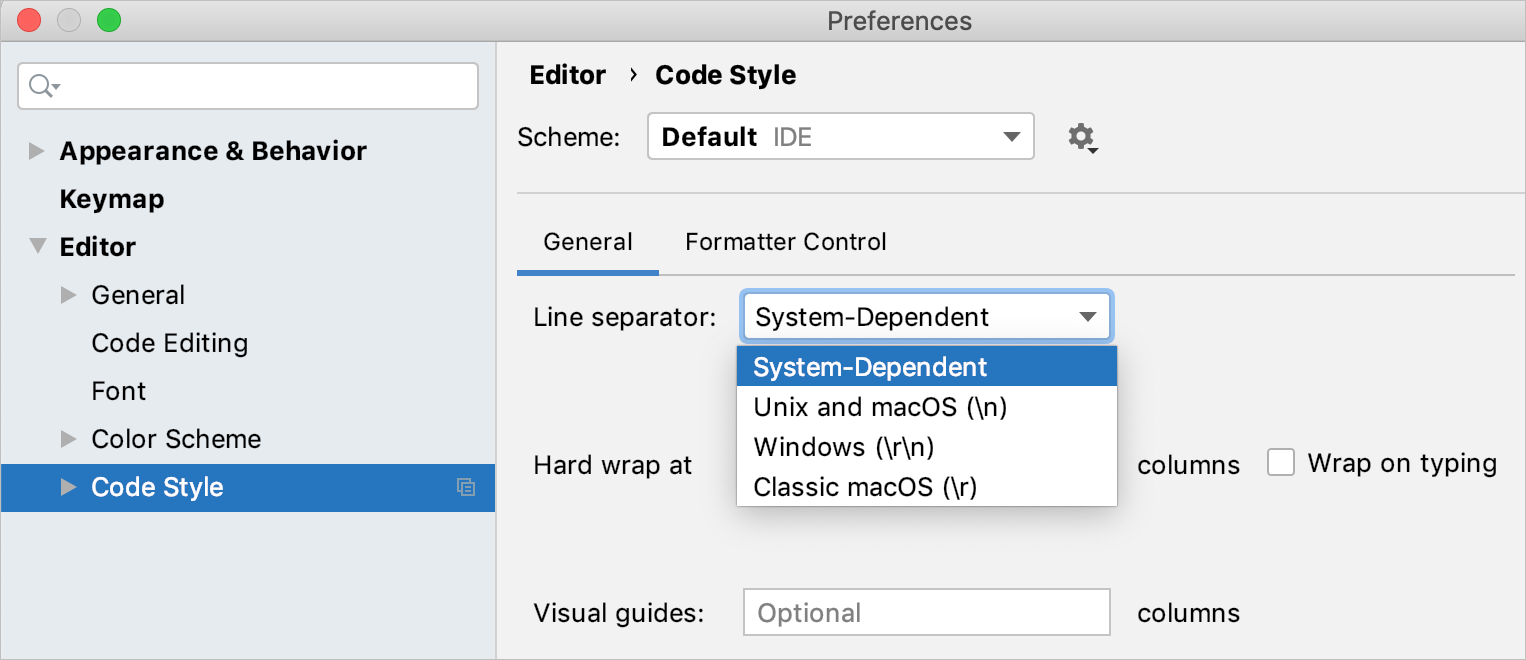 Preferences
Appearance & Behavior
Keymap
Editor
General
Code Editing
Font
Color Scheme
Code Style
Editor › Code Style
Scheme: Default IDE
General Formatter Control
Line separator: System-Dependent
System-Dependent
Unix and macOS (\n)
Windows (\r\n)
Classic macOS (\r)
Hard wrap at columns Wrap on typing
Visual guides: Optional columns